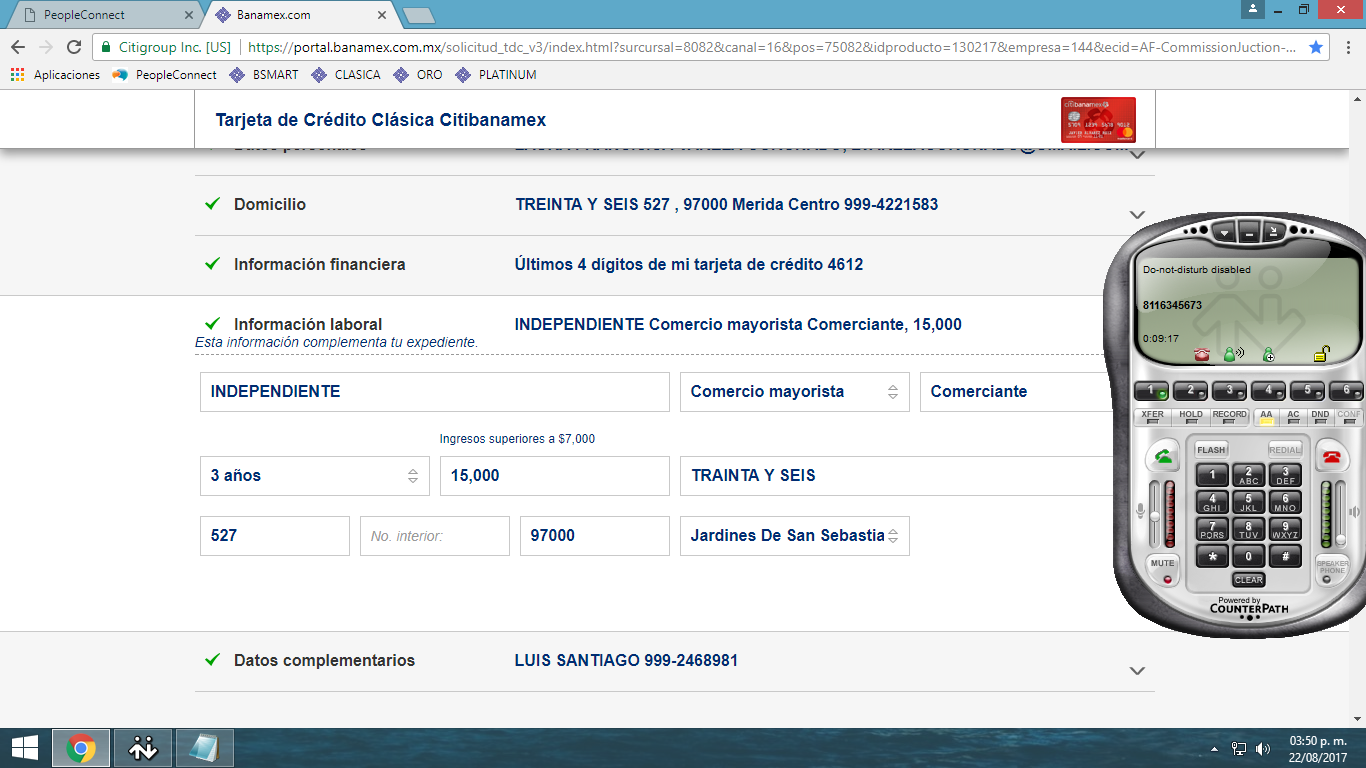 PeopleConnect
Banamex.com
Citigroup Inc. [US]
https://portal.banamex.com.mx/solicitud_tdc_v3/index.html?sursursal=8082&canal=16&pos=75082&idproducto=130217&empresa=144&ecid=AF-CommissionJuction-...
Aplicaciones PeopleConnect BSMART CLASICA ORO PLATINUM
Tarjeta de Crédito Clásica Citibanamex
citibanamex
Domicilio TREINTA Y SEIS 527 , 97000 Merida Centro 999-4221583
Información financiera Últimos 4 dígitos de mi tarjeta de crédito 4612
Información laboral INDEPENDIENTE Comercio mayorista Comerciante, 15,000
Esta información complementa tu expediente.
INDEPENDIENTE Comercio mayorista Comerciante
Ingresos superiores a $7,000
3 años 15,000 TRAINTA Y SEIS
527 No. interior: 97000 Jardines De San Sebastia
Datos complementarios LUIS SANTIAGO 999-2468981
Do-not-disturb disabled
8116345673
0:09:17
1 2 3 4 5 6
XFER HOLD RECORD AA AC DND CONF
FLASH REDIAL
1 2 ABC 3 DEF
4 GHI 5 JKL 6 MNO
7 PQRS 8 TUV 9 WXYZ
* 0 #
MUTE CLEAR SPEAKER PHONE
Powered by
COUNTERPATH
03:50 p. m.
22/08/2017